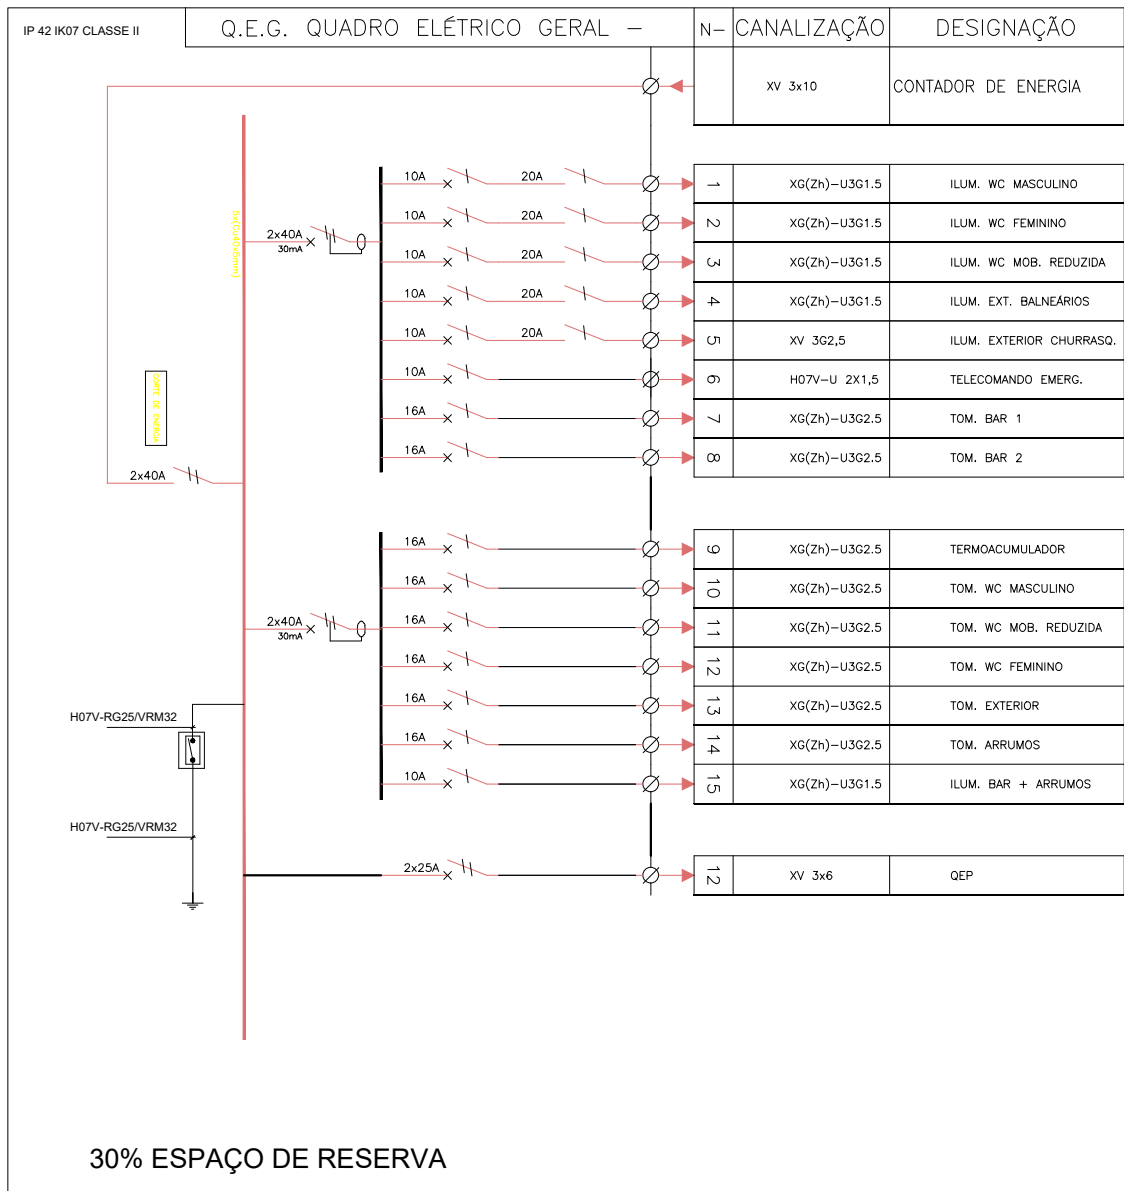 IP 42 IK07 CLASSE II
Q.E.G. QUADRO ELÉTRICO GERAL –
N– CANALIZAÇÃO DESIGNAÇÃO
XV 3x10 CONTADOR DE ENERGIA
10A 20A 1 XG(Zh)–U3G1.5 ILUM. WC MASCULINO
10A 20A 2 XG(Zh)–U3G1.5 ILUM. WC FEMININO
2x40A
30mA
10A 20A 3 XG(Zh)–U3G1.5 ILUM. WC MOB. REDUZIDA
10A 20A 4 XG(Zh)–U3G1.5 ILUM. EXT. BALNEÁRIOS
10A 20A 5 XV 3G2,5 ILUM. EXTERIOR CHURRASQ.
10A 6 H07V–U 2X1,5 TELECOMANDO EMERG.
16A 7 XG(Zh)–U3G2.5 TOM. BAR 1
16A 8 XG(Zh)–U3G2.5 TOM. BAR 2
CORTE DE ENERGIA
2x40A
16A 9 XG(Zh)–U3G2.5 TERMOACUMULADOR
16A 10 XG(Zh)–U3G2.5 TOM. WC MASCULINO
2x40A
30mA
16A 11 XG(Zh)–U3G2.5 TOM. WC MOB. REDUZIDA
16A 12 XG(Zh)–U3G2.5 TOM. WC FEMININO
16A 13 XG(Zh)–U3G2.5 TOM. EXTERIOR
16A 14 XG(Zh)–U3G2.5 TOM. ARRUMOS
10A 15 XG(Zh)–U3G1.5 ILUM. BAR + ARRUMOS
H07V-RG25/VRM32
H07V-RG25/VRM32
2x25A 12 XV 3x6 QEP
30% ESPAÇO DE RESERVA